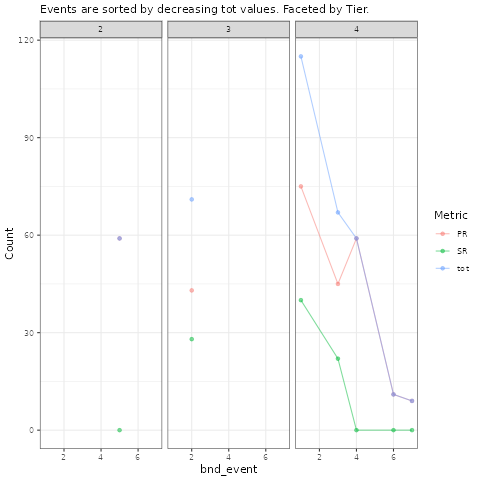 Events are sorted by decreasing tot values. Faceted by Tier.
2 3 4
120
90
60
30
0
Count
2 4 6 2 4 6 2 4 6
bnd_event
Metric
PR
SR
tot